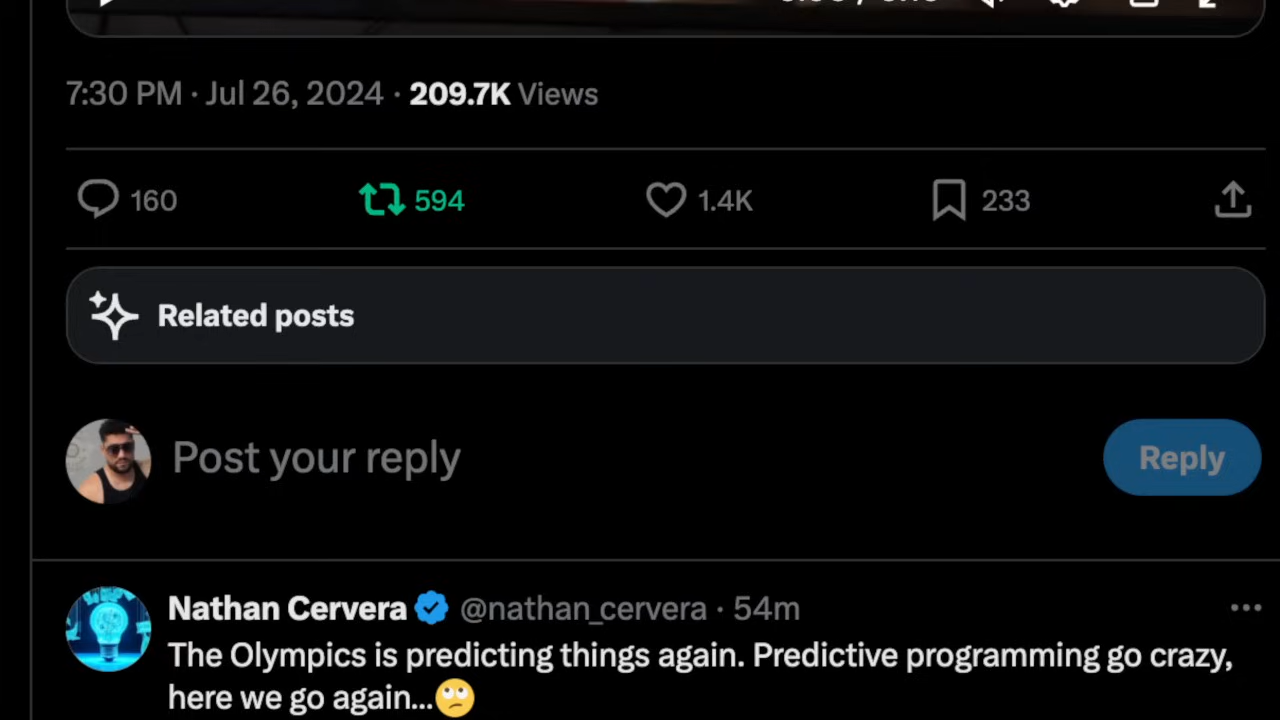 7:30 PM · Jul 26, 2024 · 209.7K Views
160 594 1.4K 233
Related posts
Post your reply Reply
Nathan Cervera @nathan_cervera · 54m
The Olympics is predicting things again. Predictive programming go crazy,
here we go again...🙄